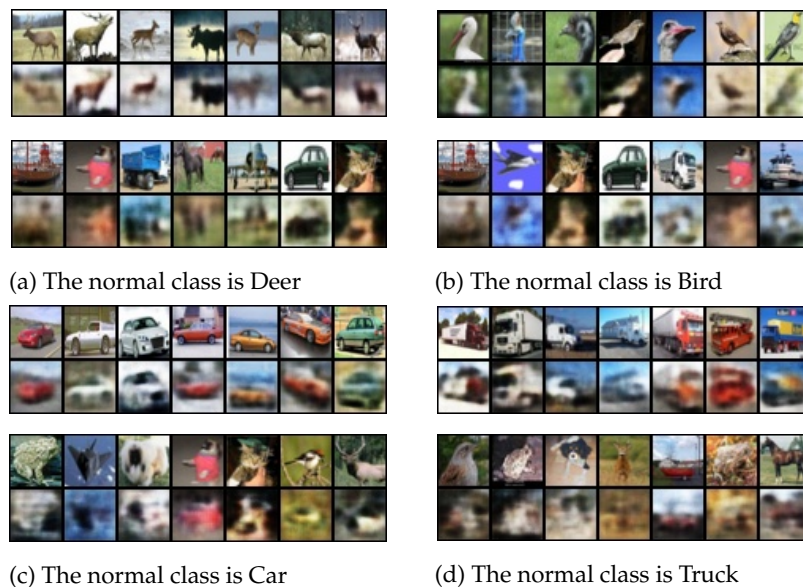 (a) The normal class is Deer
(b) The normal class is Bird
(c) The normal class is Car
(d) The normal class is Truck